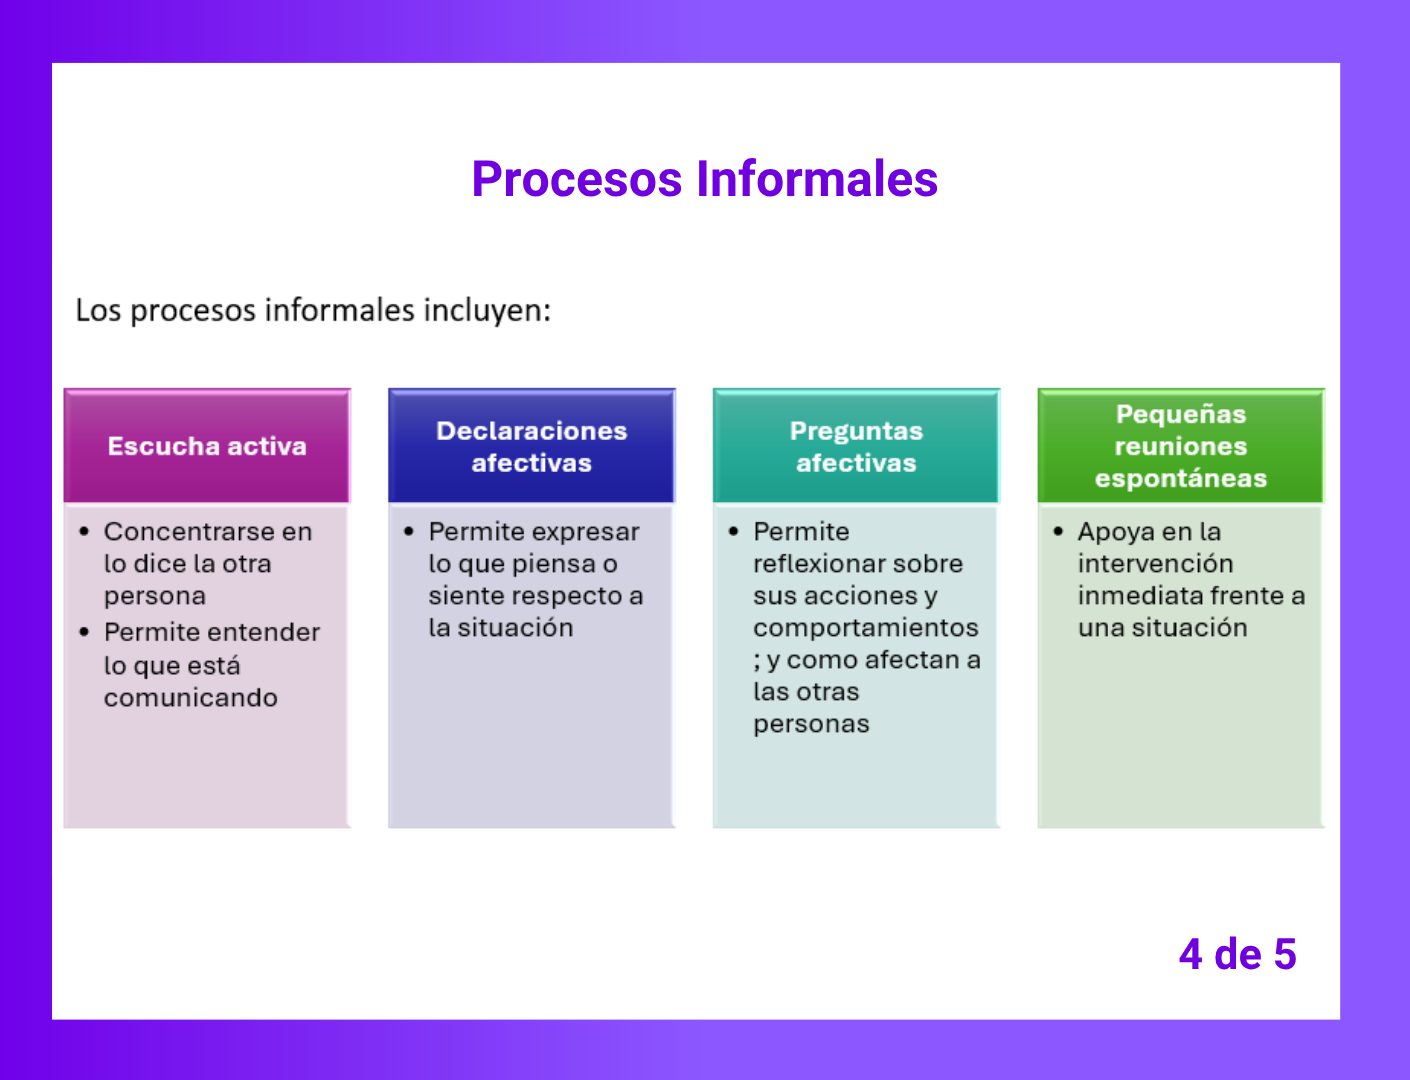 Procesos Informales
Los procesos informales incluyen:
Escucha activa
• Concentrarse en
lo dice la otra
persona
• Permite entender
lo que está
comunicando
Declaraciones
afectivas
• Permite expresar
lo que piensa o
siente respecto a
la situación
Preguntas
afectivas
• Permite
reflexionar sobre
sus acciones y
comportamientos
; y como afectan a
las otras
personas
Pequeñas
reuniones
espontáneas
• Apoya en la
intervención
inmediata frente a
una situación
4 de 5